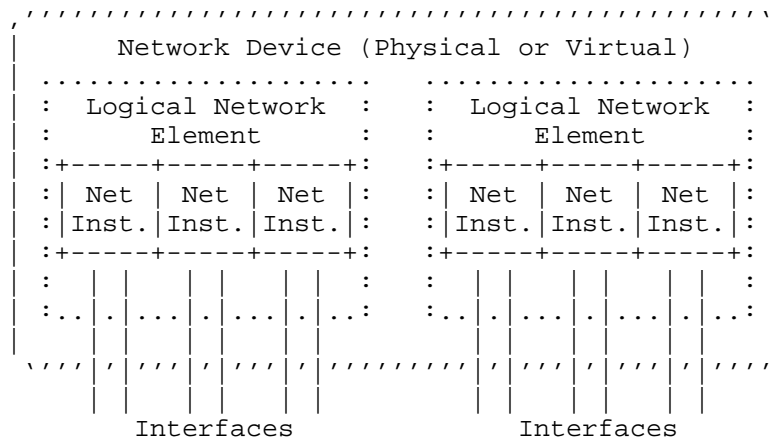 Network Device (Physical or Virtual)
Logical Network Logical Network
Element Element
Net Net Net Net Net Net
Inst. Inst. Inst. Inst. Inst. Inst.
Interfaces Interfaces